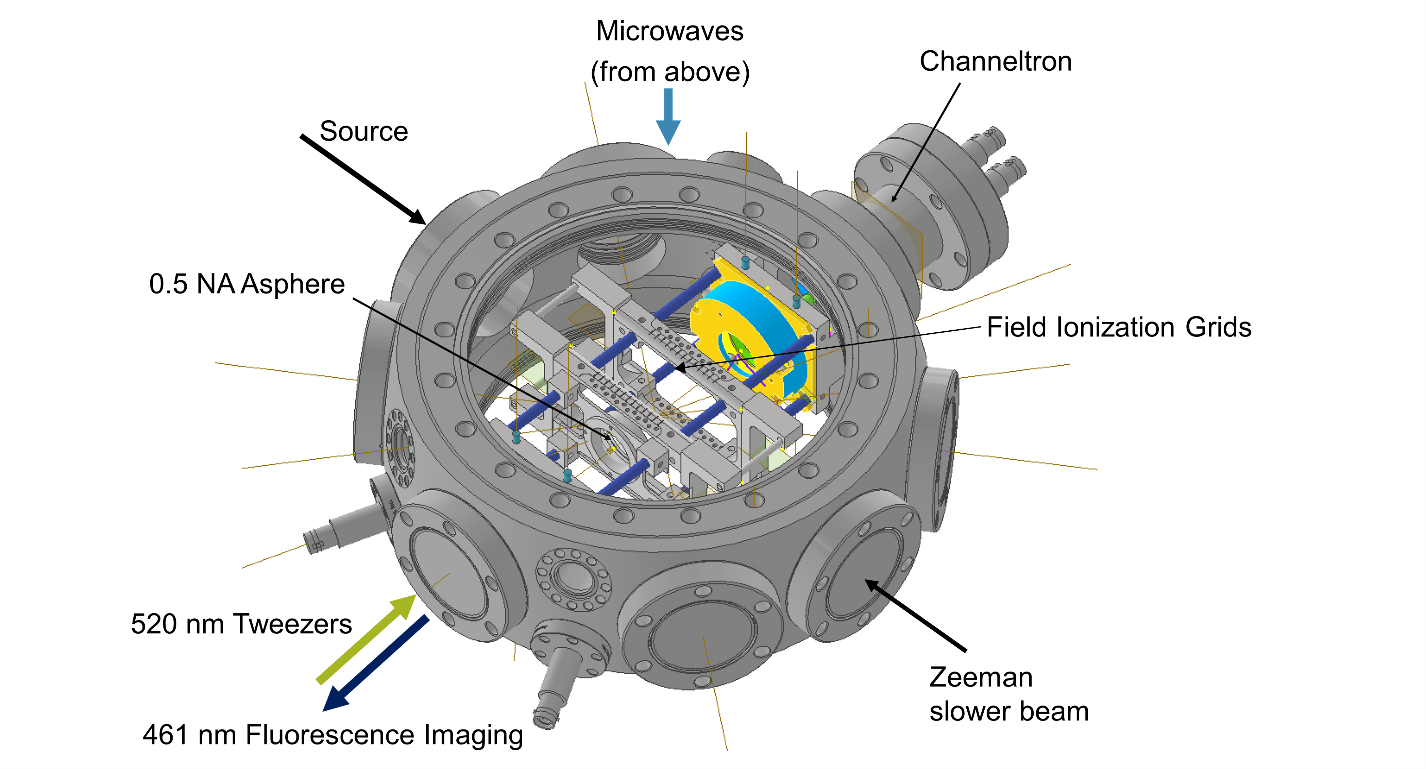 Microwaves
(from above)
Channeltron
Source
0.5 NA Asphere
Field Ionization Grids
520 nm Tweezers
461 nm Fluorescence Imaging
Zeeman
slower beam